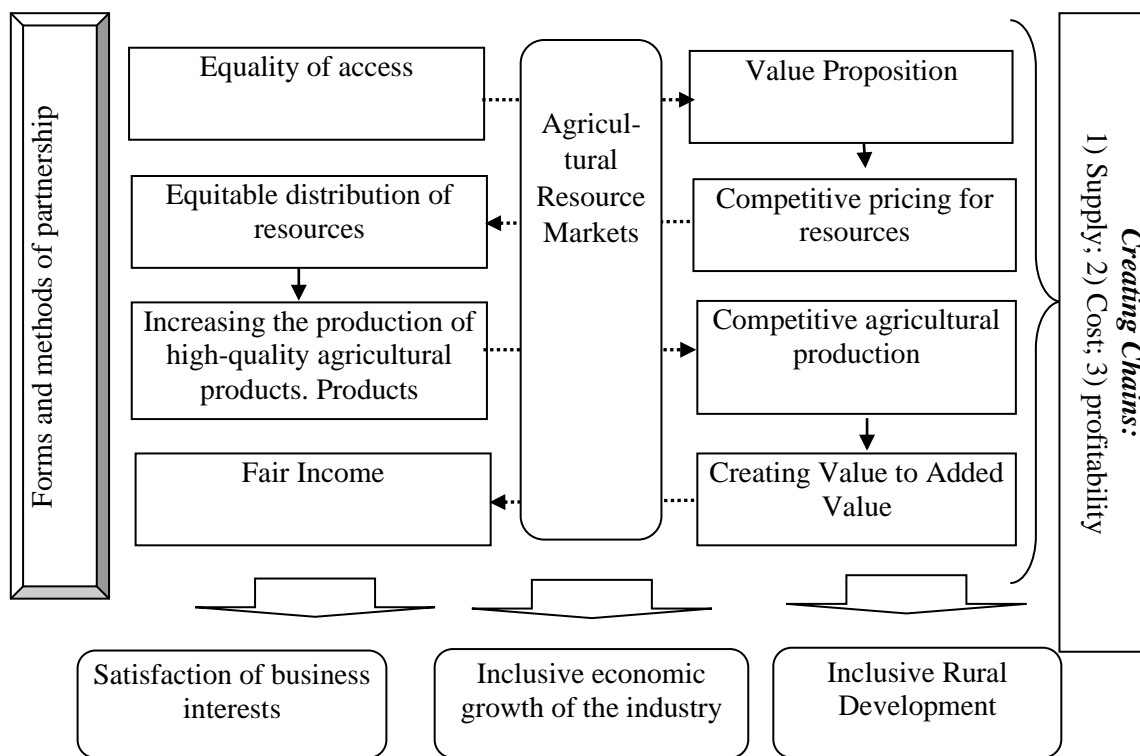 Forms and methods of partnership
Equality of access
Equitable distribution of
resources
Increasing the production of
high-quality agricultural
products. Products
Fair Income
Agricul-
tural
Resource
Markets
Value Proposition
Competitive pricing for
resources
Competitive agricultural
production
Creating Value to Added
Value
Creating Chains:
1) Supply; 2) Cost; 3) profitability
Satisfaction of business
interests
Inclusive economic
growth of the industry
Inclusive Rural
Development